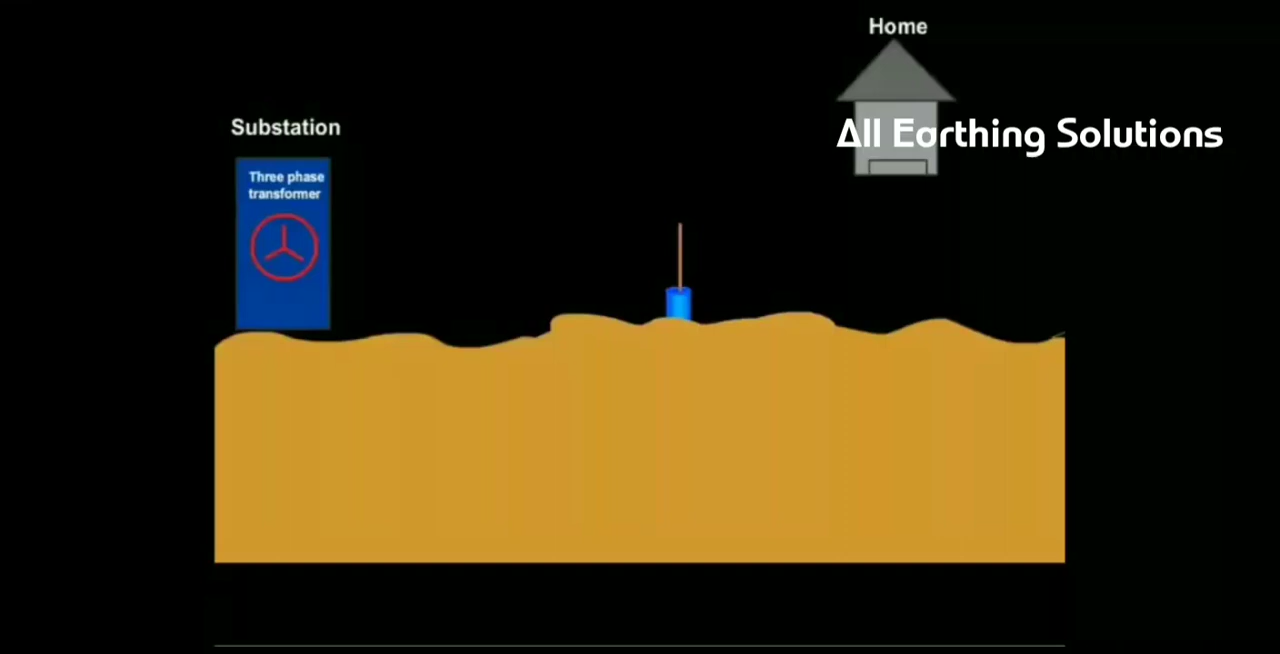 Home
All Earthing Solutions
Substation
Three phase
transformer